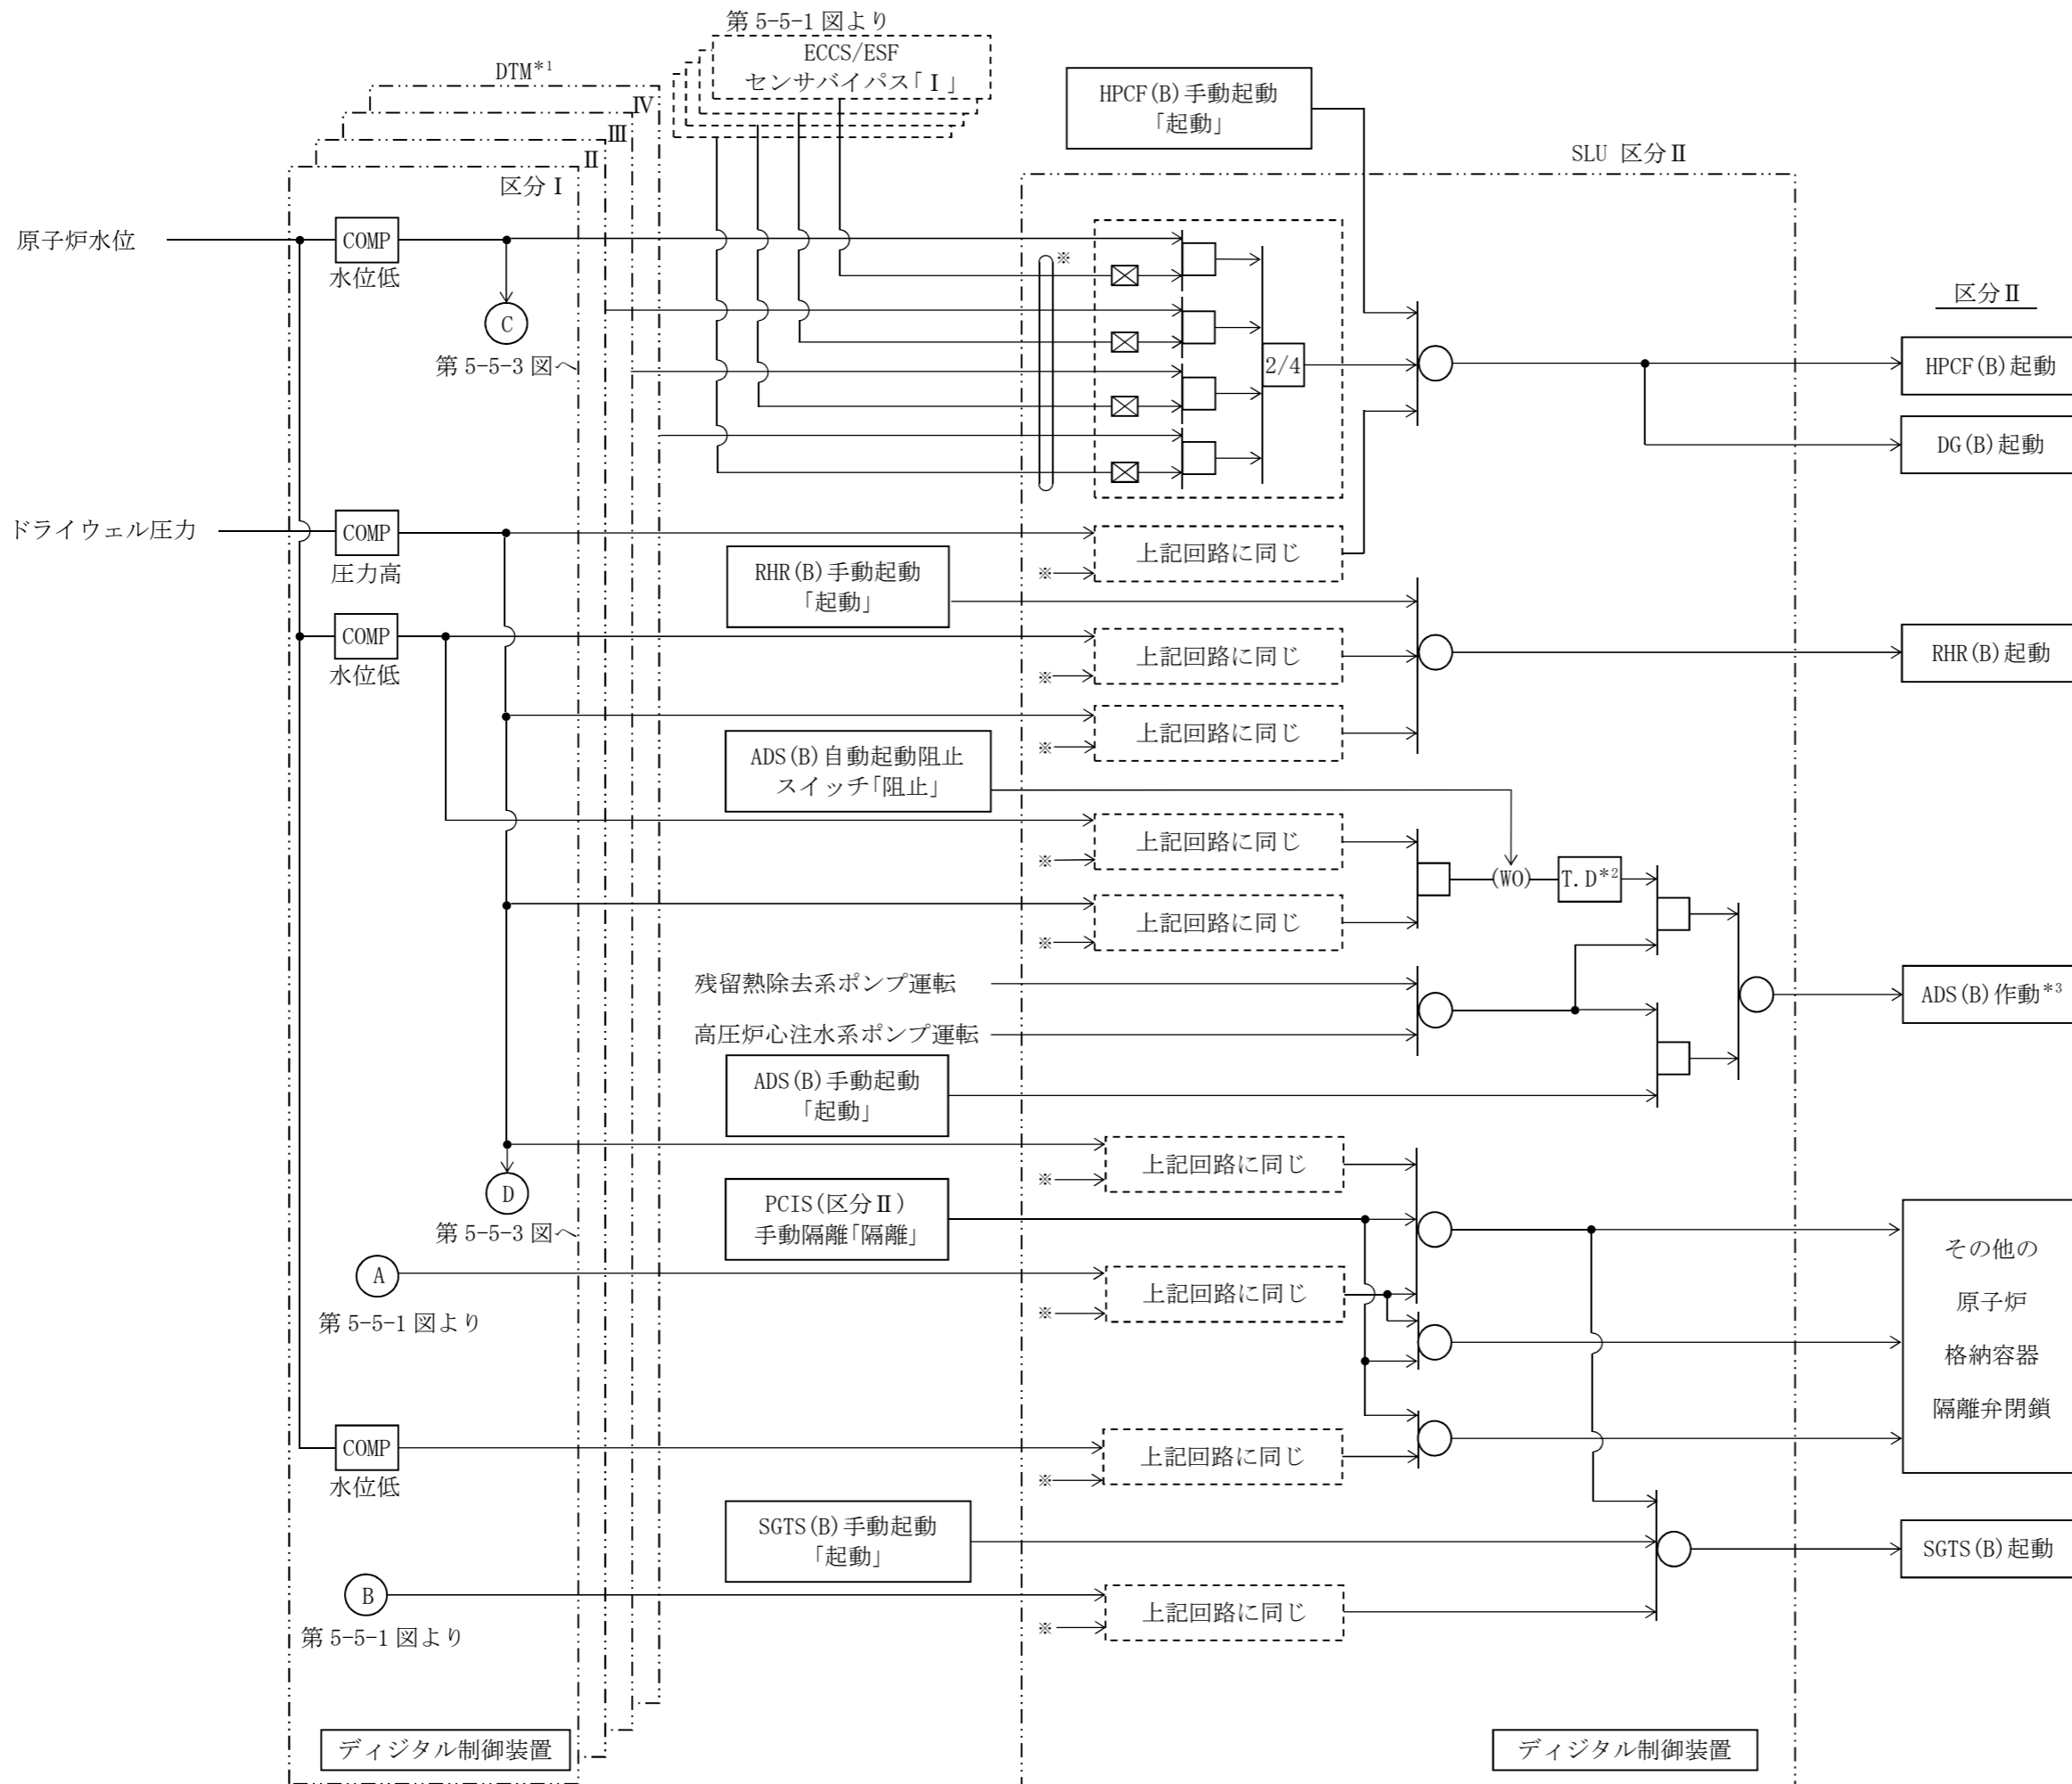 第 5-5-1 図より
ECCS/ESF
センサバイパス「Ⅰ」
DTM*1
Ⅳ
Ⅲ
Ⅱ
区分Ⅰ
HPCF(B)手動起動
「起動」
SLU 区分Ⅱ
原子炉水位
COMP
水位低
※
C
第 5-5-3 図へ
2/4
区分Ⅱ
HPCF(B)起動
DG(B)起動
ドライウェル圧力
COMP
圧力高
上記回路に同じ
※
RHR(B)手動起動
「起動」
COMP
水位低
上記回路に同じ
※
RHR(B)起動
上記回路に同じ
※
ADS(B)自動起動阻止
スイッチ「阻止」
上記回路に同じ
※
(WO)
T.D*2
上記回路に同じ
※
残留熱除去系ポンプ運転
高圧炉心注水系ポンプ運転
ADS(B)作動*3
ADS(B)手動起動
「起動」
上記回路に同じ
※
D
第 5-5-3 図へ
PCIS(区分Ⅱ)
手動隔離「隔離」
A
第 5-5-1 図より
上記回路に同じ
※
その他の
原子炉
格納容器
隔離弁閉鎖
COMP
水位低
上記回路に同じ
※
SGTS(B)手動起動
「起動」
SGTS(B)起動
B
第 5-5-1 図より
上記回路に同じ
※
ディジタル制御装置
ディジタル制御装置